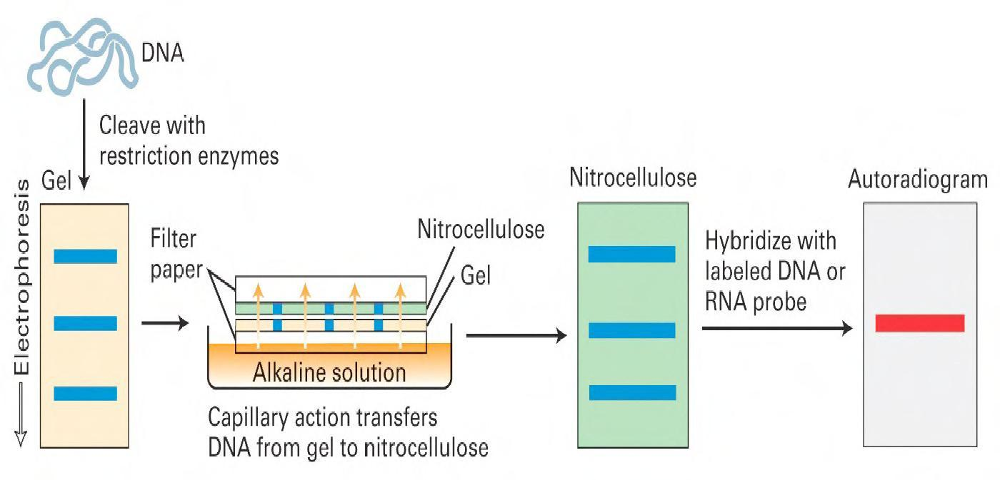 DNA
Cleave with
restriction enzymes
Gel
Electrophoresis
Filter
paper
Nitrocellulose
Gel
Alkaline solution
Capillary action transfers
DNA from gel to nitrocellulose
Nitrocellulose
Hybridize with
labeled DNA or
RNA probe
Autoradiogram